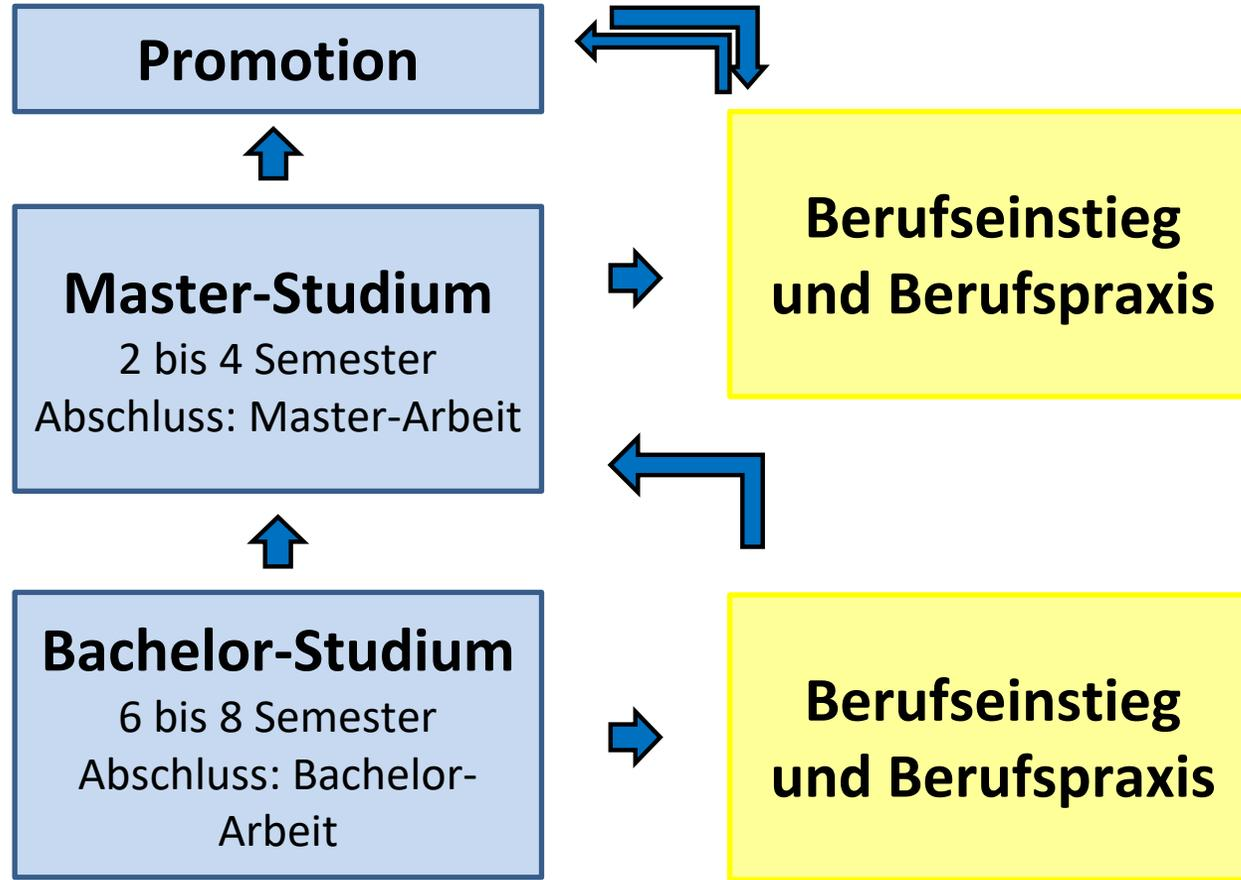 Promotion
Master-Studium
2 bis 4 Semester
Abschluss: Master-Arbeit
Berufseinstieg
und Berufspraxis
Bachelor-Studium
6 bis 8 Semester
Abschluss: Bachelor-
Arbeit
Berufseinstieg
und Berufspraxis